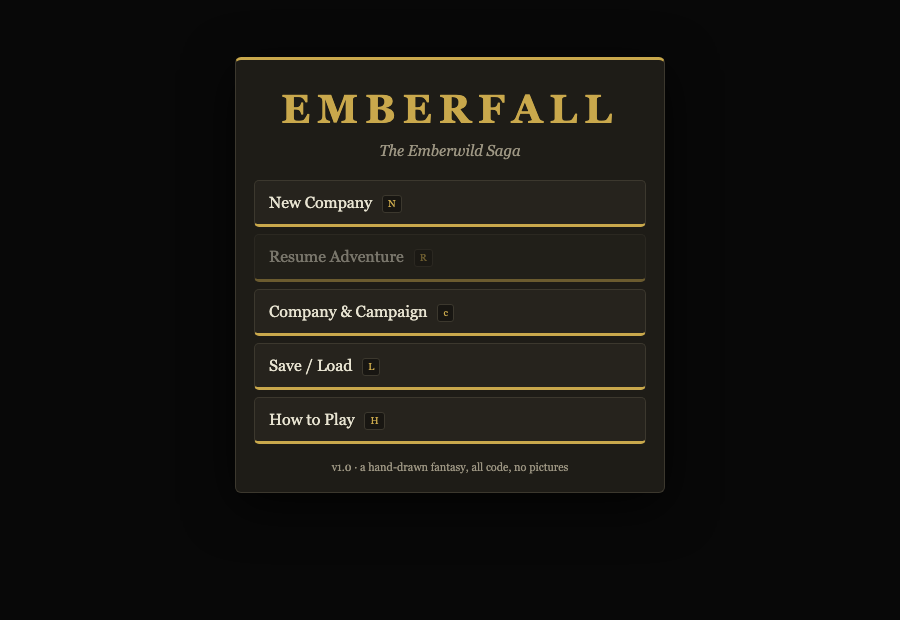 EMBERFALL
The Emberwild Saga
New Company N
Resume Adventure R
Company & Campaign c
Save / Load L
How to Play H
v1.0 · a hand-drawn fantasy, all code, no pictures